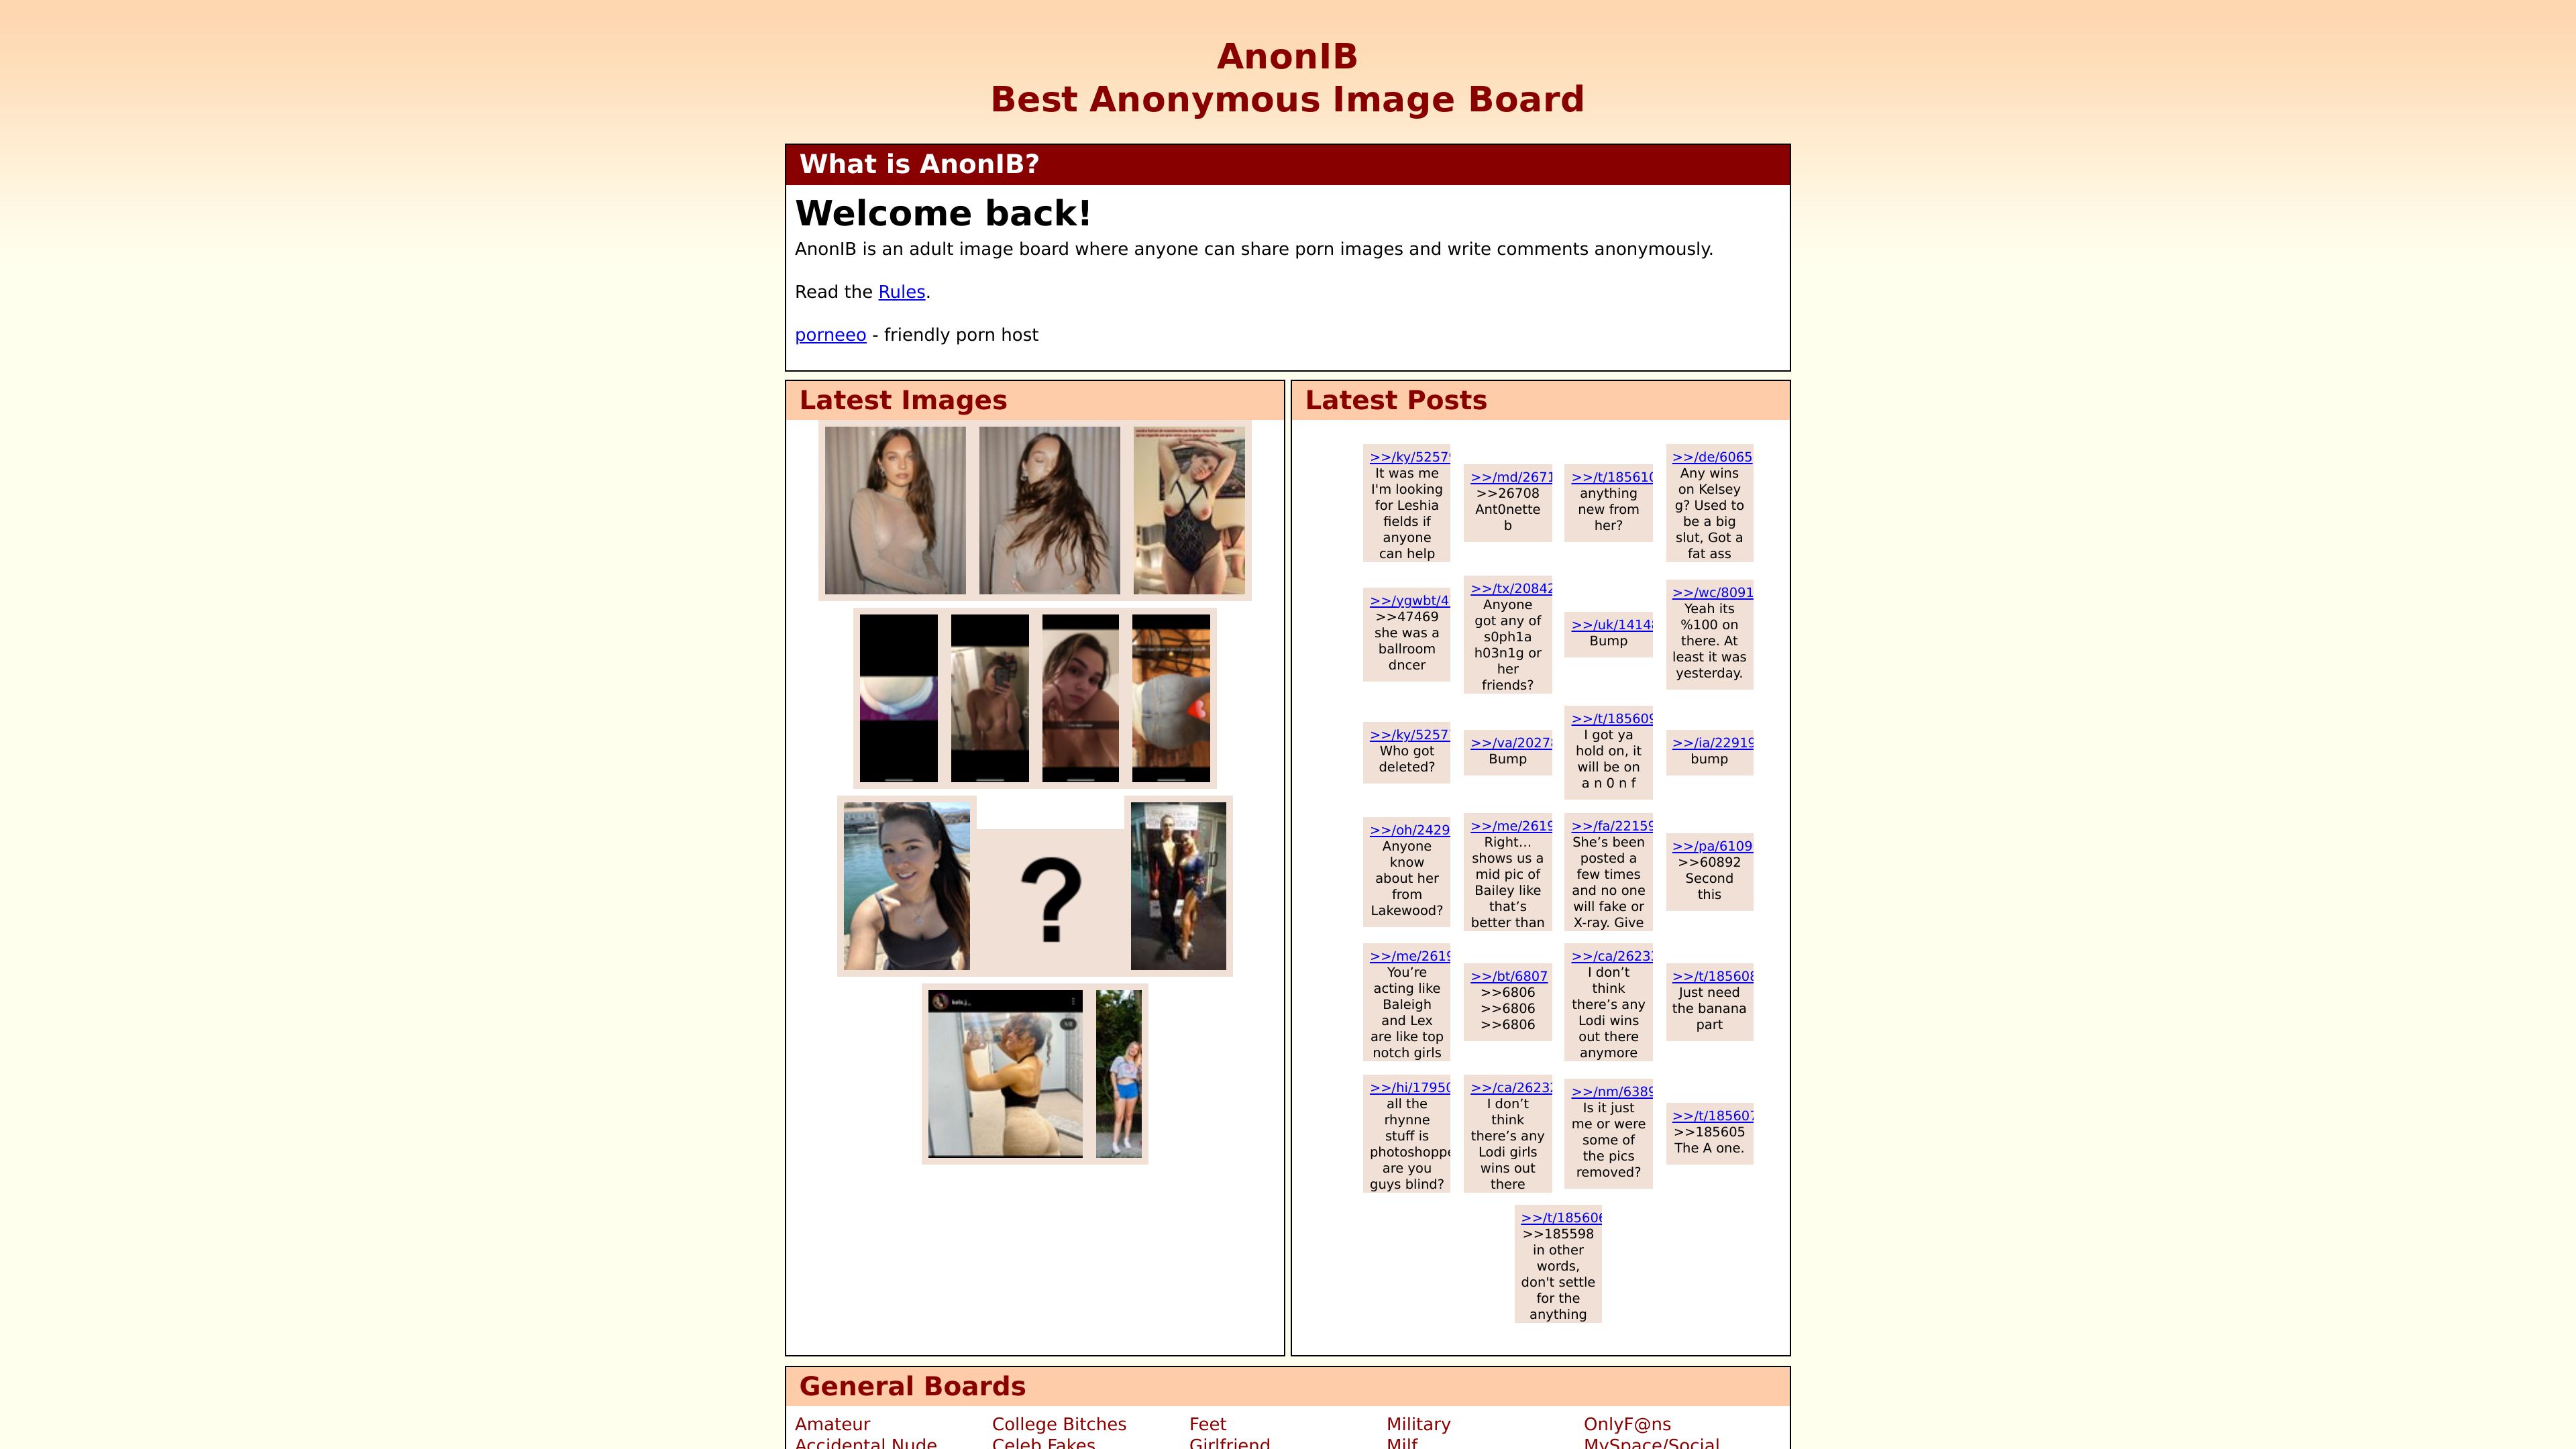 AnonIB
Best Anonymous Image Board
What is AnonIB?
Welcome back!
AnonIB is an adult image board where anyone can share porn images and write comments anonymously.
Read the Rules.
porneeo - friendly porn host
Latest Images
Latest Posts
>>/ky/5257
It was me
I'm looking
for Leshia
fields if
anyone
can help
>>/md/2671
>>26708
Ant0nette
b
>>/t/185610
anything
new from
her?
>>/de/6065
Any wins
on Kelsey
g? Used to
be a big
slut, Got a
fat ass
>>/ygwbt/4
>>47469
she was a
ballroom
dncer
>>/tx/20842
Anyone
got any of
s0ph1a
h03n1g or
her
friends?
>>/uk/1414
Bump
>>/wc/8091
Yeah its
%100 on
there. At
least it was
yesterday.
>>/ky/5257
Who got
deleted?
>>/va/2027
Bump
>>/t/185609
I got ya
hold on, it
will be on
a n 0 n f
>>/ia/22919
bump
>>/oh/2429
Anyone
know
about her
from
Lakewood?
>>/me/2619
Right…
shows us a
mid pic of
Bailey like
that’s
better than
>>/fa/22159
She’s been
posted a
few times
and no one
will fake or
X-ray. Give
>>/pa/6109
>>60892
Second
this
>>/me/2619
You’re
acting like
Baleigh
and Lex
are like top
notch girls
>>/bt/6807
>>6806
>>6806
>>6806
>>/ca/2623
I don’t
think
there’s any
Lodi wins
out there
anymore
>>/t/185608
Just need
the banana
part
>>/hi/17950
all the
rhynne
stuff is
photoshoppe
are you
guys blind?
>>/ca/2623
I don’t
think
there’s any
Lodi girls
wins out
there
>>/nm/6389
Is it just
me or were
some of
the pics
removed?
>>/t/185607
>>185605
The A one.
>>/t/185606
>>185598
in other
words,
don't settle
for the
anything
General Boards
Amateur College Bitches Feet Military OnlyF@ns
Accidental Nude Celeb Fakes Girlfriend Milf MySpace/Social